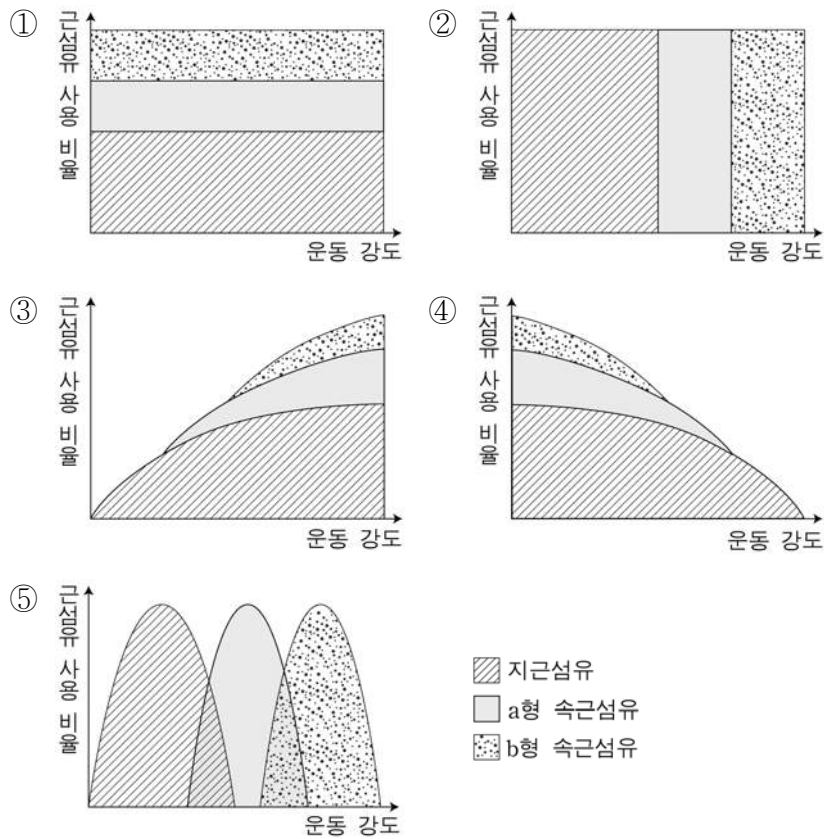 ①
근섬유 사용 비율
운동 강도
②
근섬유 사용 비율
운동 강도
③
근섬유 사용 비율
운동 강도
④
근섬유 사용 비율
운동 강도
⑤
근섬유 사용 비율
운동 강도
지근섬유
a형 속근섬유
b형 속근섬유